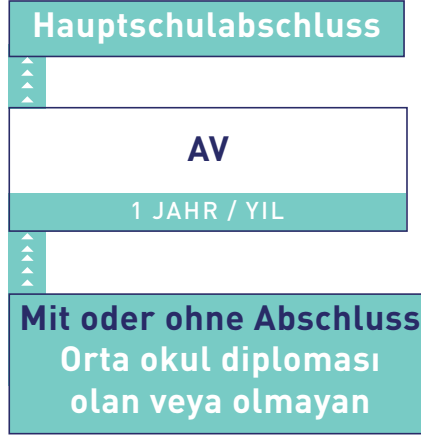 Hauptschulabschluss
AV
1 JAHR / YIL
Mit oder ohne Abschluss
Orta okul diploması
olan veya olmayan